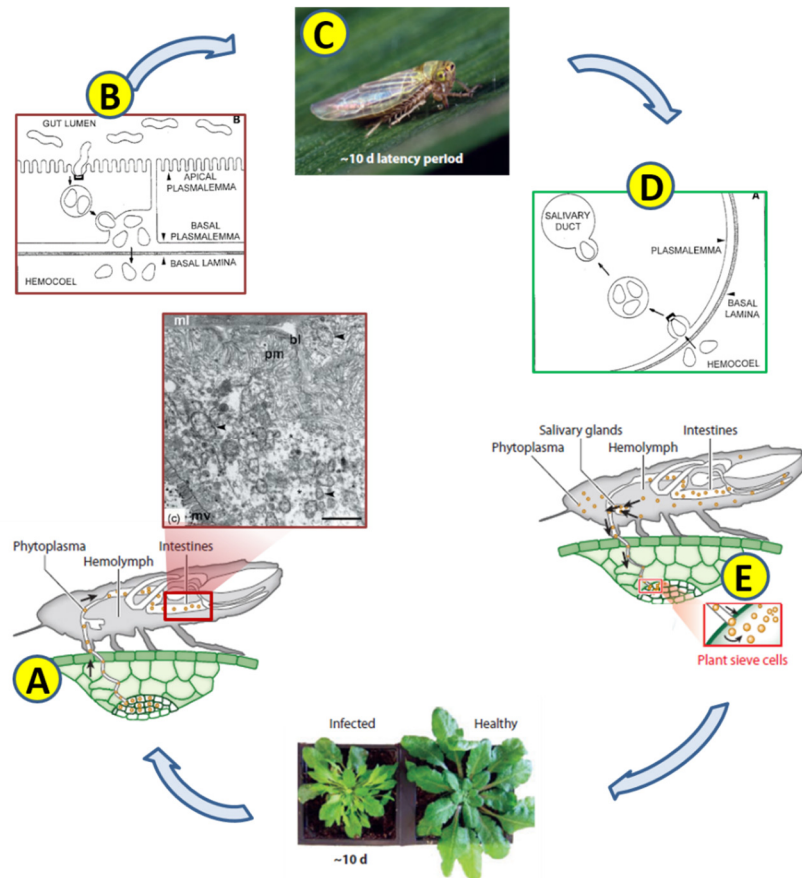 C
~10 d latency period
B
B
GUT LUMEN
APICAL
PLASMALEMMA
BASAL
PLASMALEMMA
BASAL LAMINA
HEMOCOEL
D
A
SALIVARY
DUCT
PLASMALEMMA
BASAL
LAMINA
HEMOCOEL
ml
bl
pm
(c)
mv
Phytoplasma
Hemolymph
Intestines
A
Salivary glands
Phytoplasma
Hemolymph
Intestines
E
Plant sieve cells
Infected
Healthy
~10 d